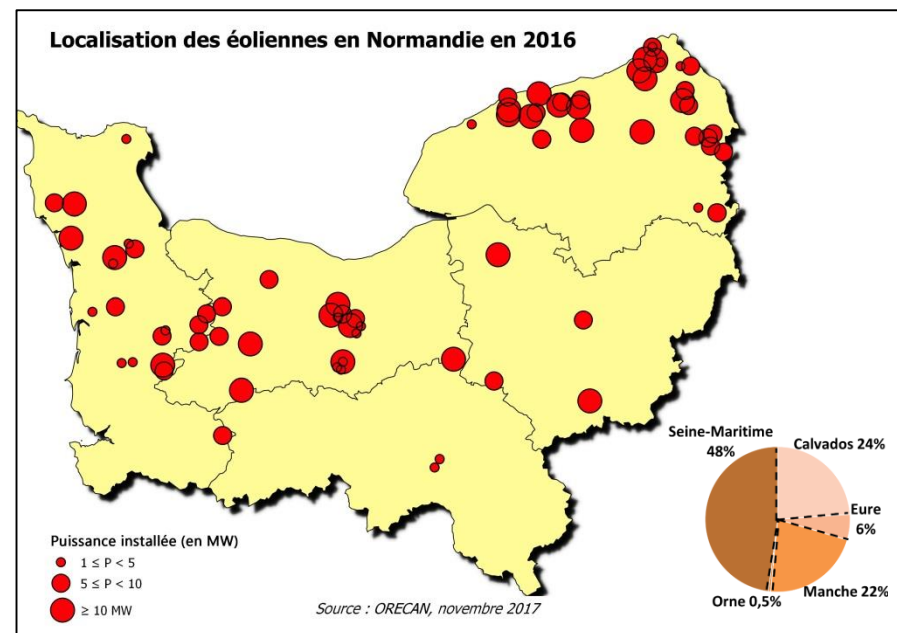 Localisation des éoliennes en Normandie en 2016
Seine-Maritime
48%
Calvados 24%
Eure
6%
Manche 22%
Orne 0,5%
Puissance installée (en MW)
1 ≤ P < 5
5 ≤ P < 10
≥ 10 MW
Source : ORECAN, novembre 2017